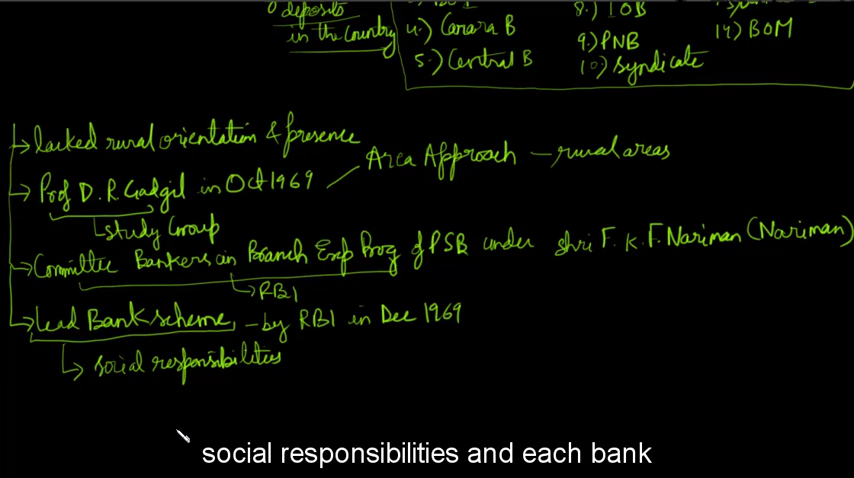 deposits
in the Country
4.) Canara B
5.) Central B
8.) IOB
9.) PNB
10.) Syndicate
14) BOM
lacked rural orientation & presence
Prof D. R. Gadgil in Oct 1969
Area Approach — rural areas
study Group
Committee Bankers on Branch Exp Prog of PSB under Shri F. K. F. Nariman (Nariman)
RBI
Lead Bank scheme, - by RBI in Dec 1969
social responsibilities
social responsibilities and each bank